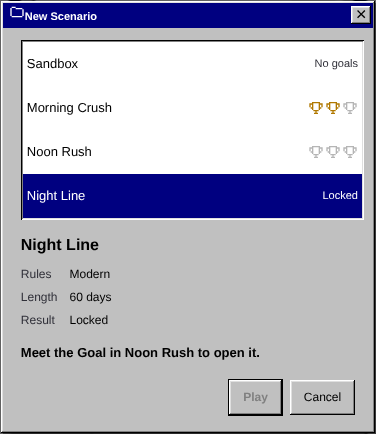 New Scenario
Sandbox No goals
Morning Crush
Noon Rush
Night Line Locked
Night Line
Rules Modern
Length 60 days
Result Locked
Meet the Goal in Noon Rush to open it.
Play Cancel